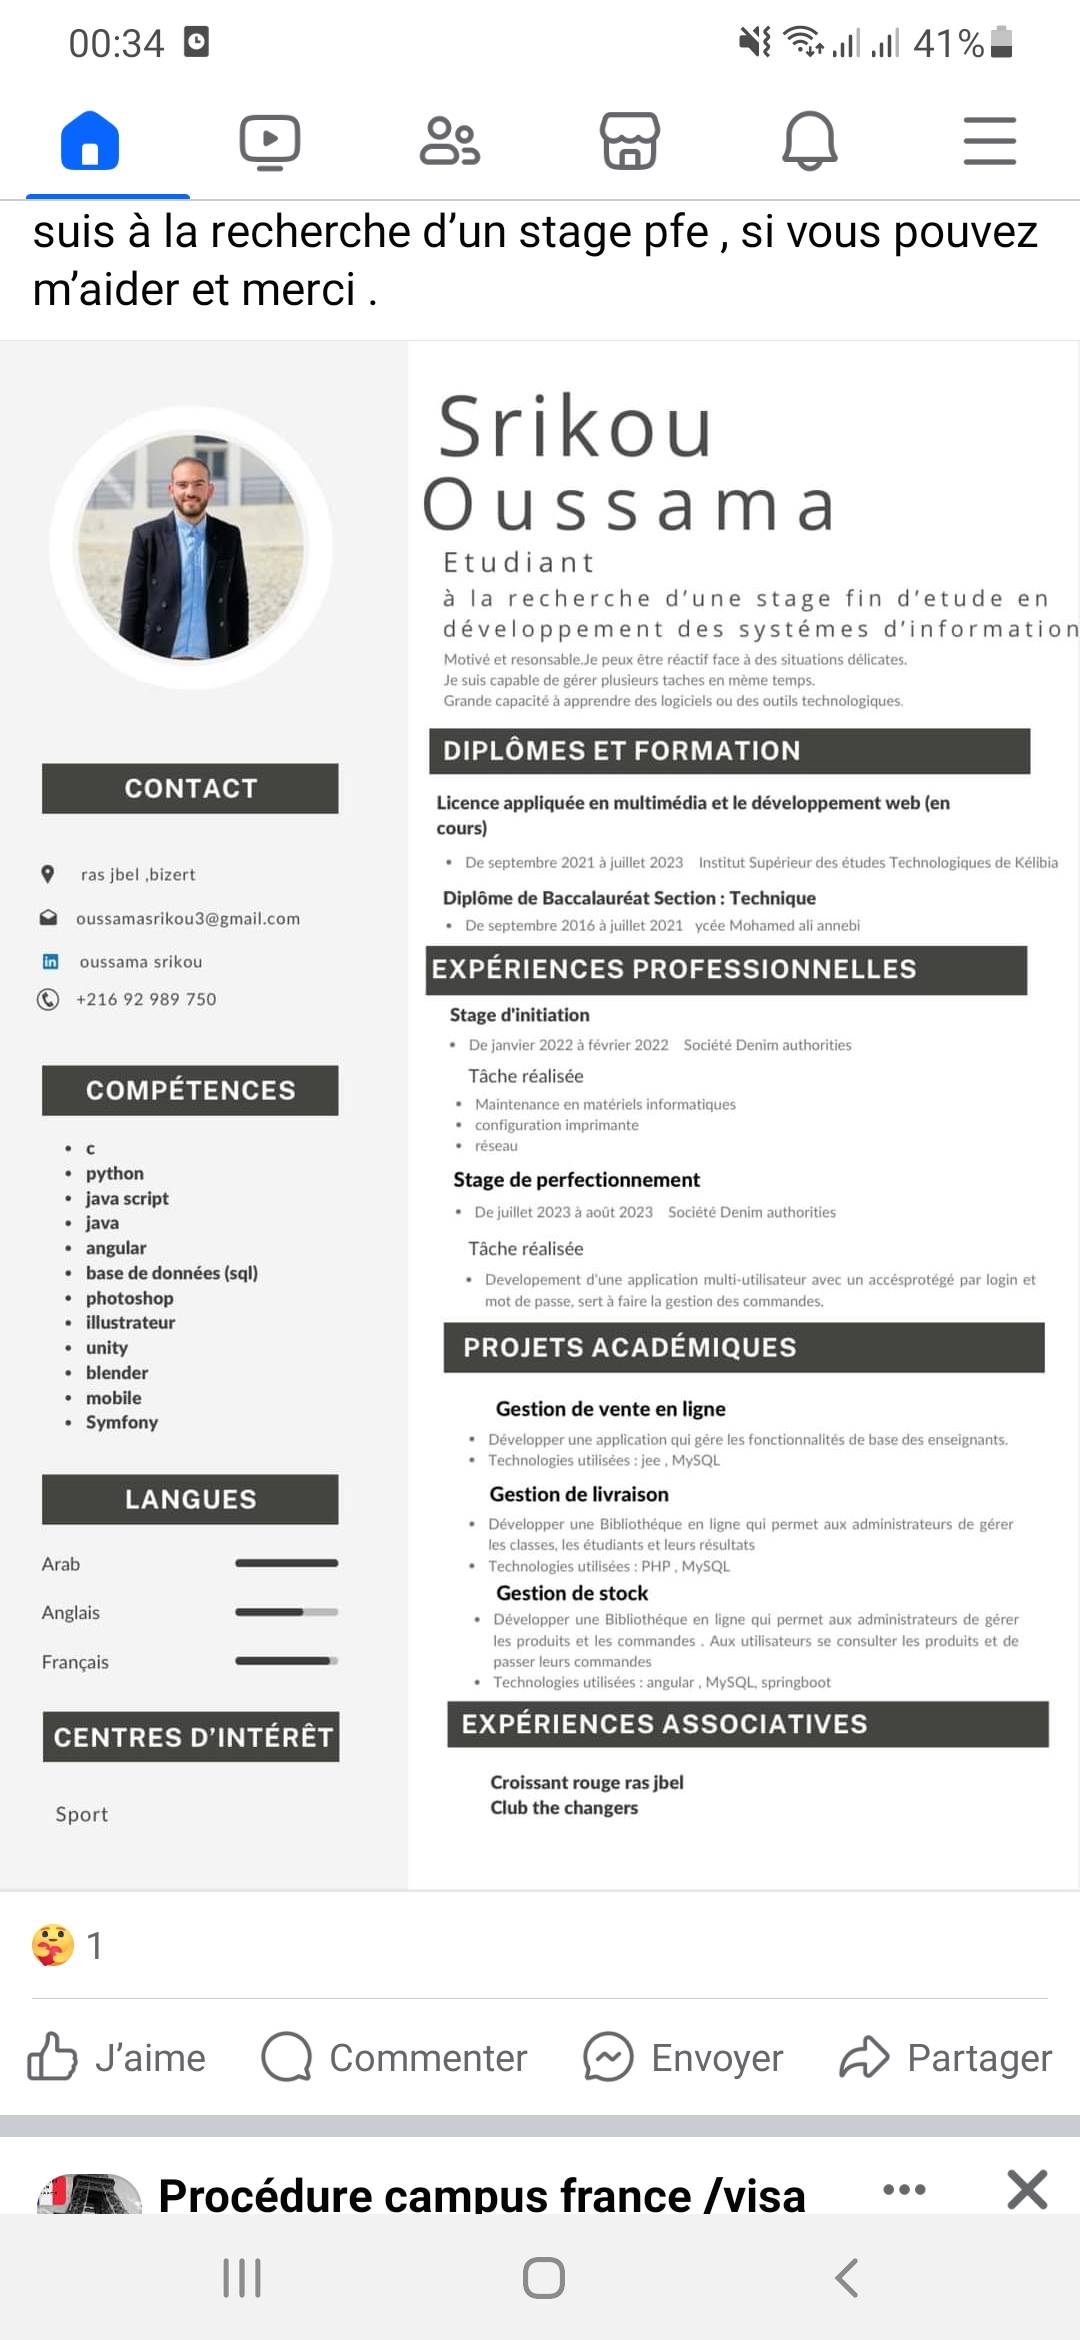 00:34
41%
suis à la recherche d’un stage pfe , si vous pouvez
m’aider et merci .
Srikou
Oussama
Etudiant
à la recherche d’une stage fin d’etude en
développement des systémes d’information
Motivé et resonsable.Je peux être réactif face à des situations délicates.
Je suis capable de gérer plusieurs taches en mème temps.
Grande capacité à apprendre des logiciels ou des outils technologiques.
CONTACT
ras jbel ,bizert
oussamasrikou3@gmail.com
in oussama srikou
+216 92 989 750
COMPÉTENCES
• c
• python
• java script
• java
• angular
• base de données (sql)
• photoshop
• illustrateur
• unity
• blender
• mobile
• Symfony
LANGUES
Arab
Anglais
Français
CENTRES D’INTÉRÊT
Sport
DIPLÔMES ET FORMATION
Licence appliquée en multimédia et le développement web (en
cours)
• De septembre 2021 à juillet 2023 Institut Supérieur des études Technologiques de Kélibia
Diplôme de Baccalauréat Section : Technique
• De septembre 2016 à juillet 2021 ycée Mohamed ali annebi
EXPÉRIENCES PROFESSIONNELLES
Stage d'initiation
• De janvier 2022 à février 2022 Société Denim authorities
Tâche réalisée
• Maintenance en matériels informatiques
• configuration imprimante
• réseau
Stage de perfectionnement
• De juillet 2023 à août 2023 Société Denim authorities
Tâche réalisée
• Developement d'une application multi-utilisateur avec un accésprotégé par login et
mot de passe, sert à faire la gestion des commandes.
PROJETS ACADÉMIQUES
Gestion de vente en ligne
• Développer une application qui gére les fonctionnalités de base des enseignants.
• Technologies utilisées : jee , MySQL
Gestion de livraison
• Développer une Bibliothéque en ligne qui permet aux administrateurs de gérer
les classes, les étudiants et leurs résultats
• Technologies utilisées : PHP , MySQL
Gestion de stock
• Développer une Bibliothéque en ligne qui permet aux administrateurs de gérer
les produits et les commandes . Aux utilisateurs se consulter les produits et de
passer leurs commandes
• Technologies utilisées : angular , MySQL, springboot
EXPÉRIENCES ASSOCIATIVES
Croissant rouge ras jbel
Club the changers
1
J’aime
Commenter
Envoyer
Partager
Procédure campus france /visa